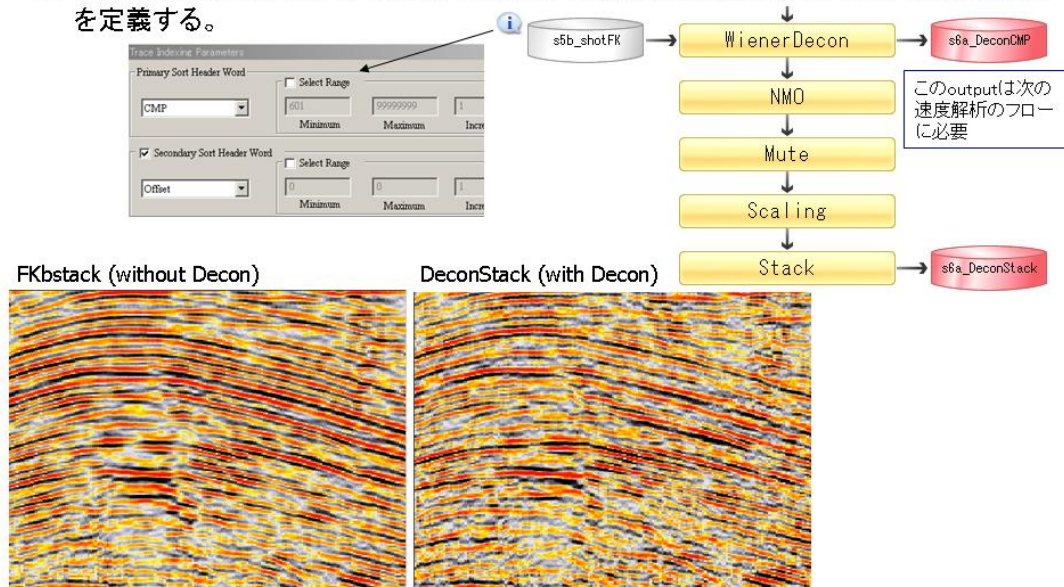 を定義する。
Trace Indexing Parameters
Primary Sort Header Word
Select Range
CMP
601
99999999
1
Minimum
Maximum
Incre
Secondary Sort Header Word
Select Range
Offset
0
0
1
Minimum
Maximum
Incre
i
s5b_shotFK
WienerDecon
s6a_DeconCMP
NMO
このoutputは次の
速度解析のフロー
に必要
Mute
Scaling
Stack
s6a_DeconStack
FKbstack (without Decon)
DeconStack (with Decon)